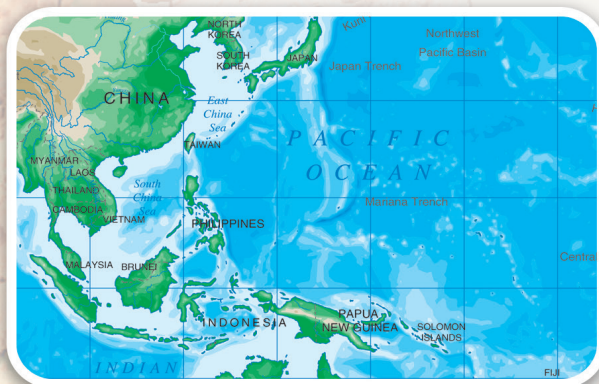 NORTH
KOREA
Kuril
Northwest
Pacific Basin
SOUTH
KOREA
JAPAN
Japan Trench
CHINA
East
China
Sea
PACIFIC
OCEAN
TAIWAN
MYANMAR
LAOS
THAILAND
South
China
Sea
CAMBODIA
VIETNAM
PHILIPPINES
Mariana Trench
MALAYSIA
BRUNEI
Central
INDONESIA
PAPUA
NEW GUINEA
SOLOMON
ISLANDS
INDIAN
FIJI